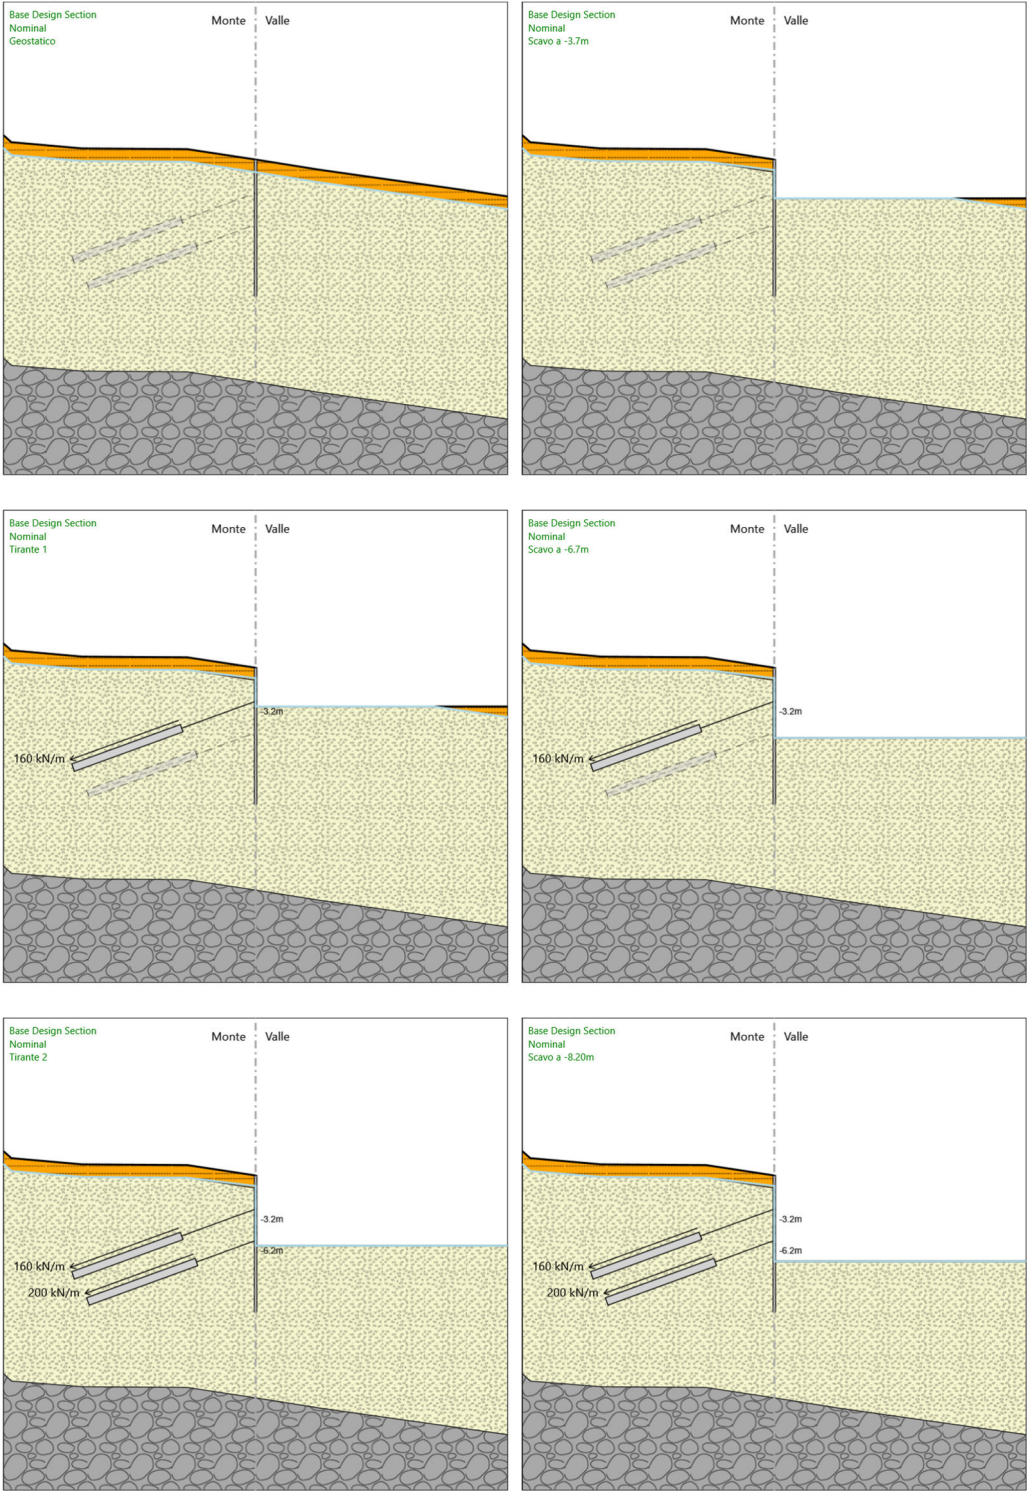 Base Design Section
Nominal
Geostatico
Monte
Valle
Base Design Section
Nominal
Scavo a -3.7m
Monte
Valle
Base Design Section
Nominal
Tirante 1
Monte
Valle
-3.2m
160 kN/m
Base Design Section
Nominal
Scavo a -6.7m
Monte
Valle
-3.2m
160 kN/m
Base Design Section
Nominal
Tirante 2
Monte
Valle
-3.2m
-6.2m
160 kN/m
200 kN/m
Base Design Section
Nominal
Scavo a -8.20m
Monte
Valle
-3.2m
-6.2m
160 kN/m
200 kN/m